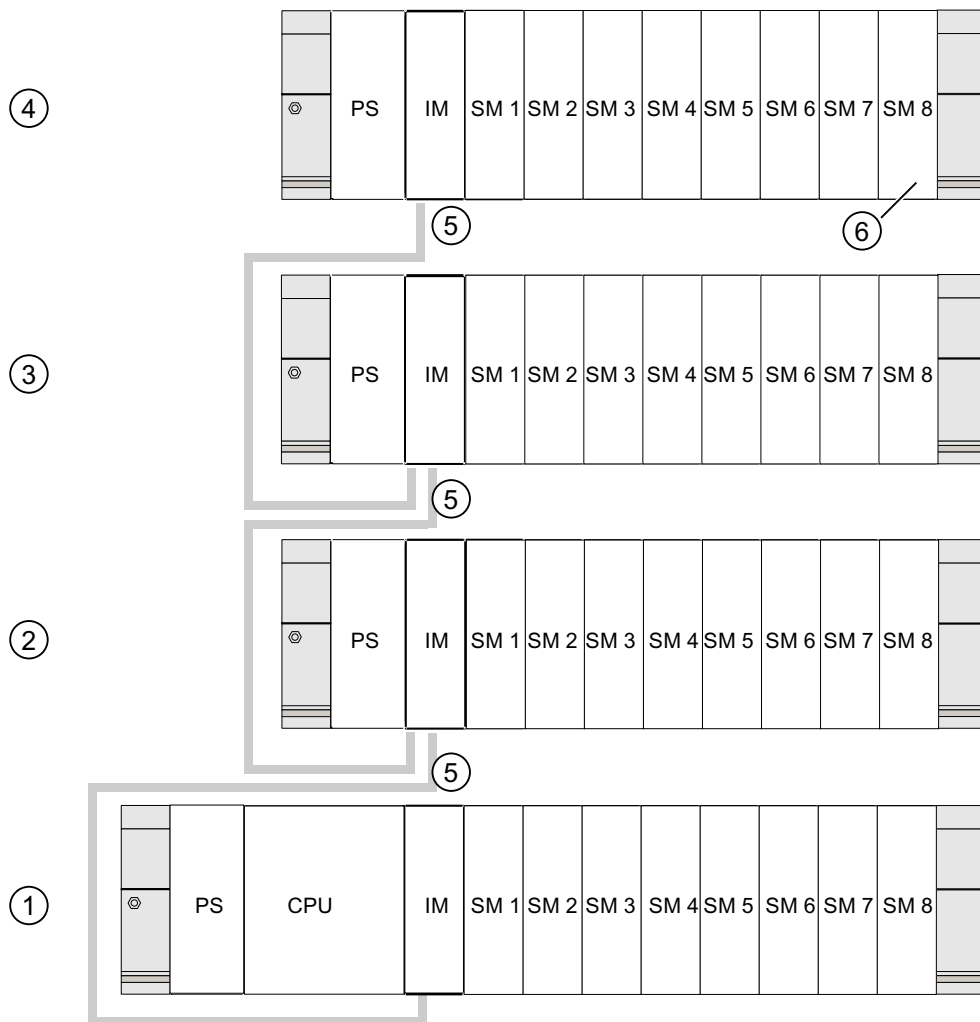 ④ PS IM SM 1 SM 2 SM 3 SM 4 SM 5 SM 6 SM 7 SM 8
⑤ ⑥
③ PS IM SM 1 SM 2 SM 3 SM 4 SM 5 SM 6 SM 7 SM 8
⑤
② PS IM SM 1 SM 2 SM 3 SM 4 SM 5 SM 6 SM 7 SM 8
⑤
① PS CPU IM SM 1 SM 2 SM 3 SM 4 SM 5 SM 6 SM 7 SM 8